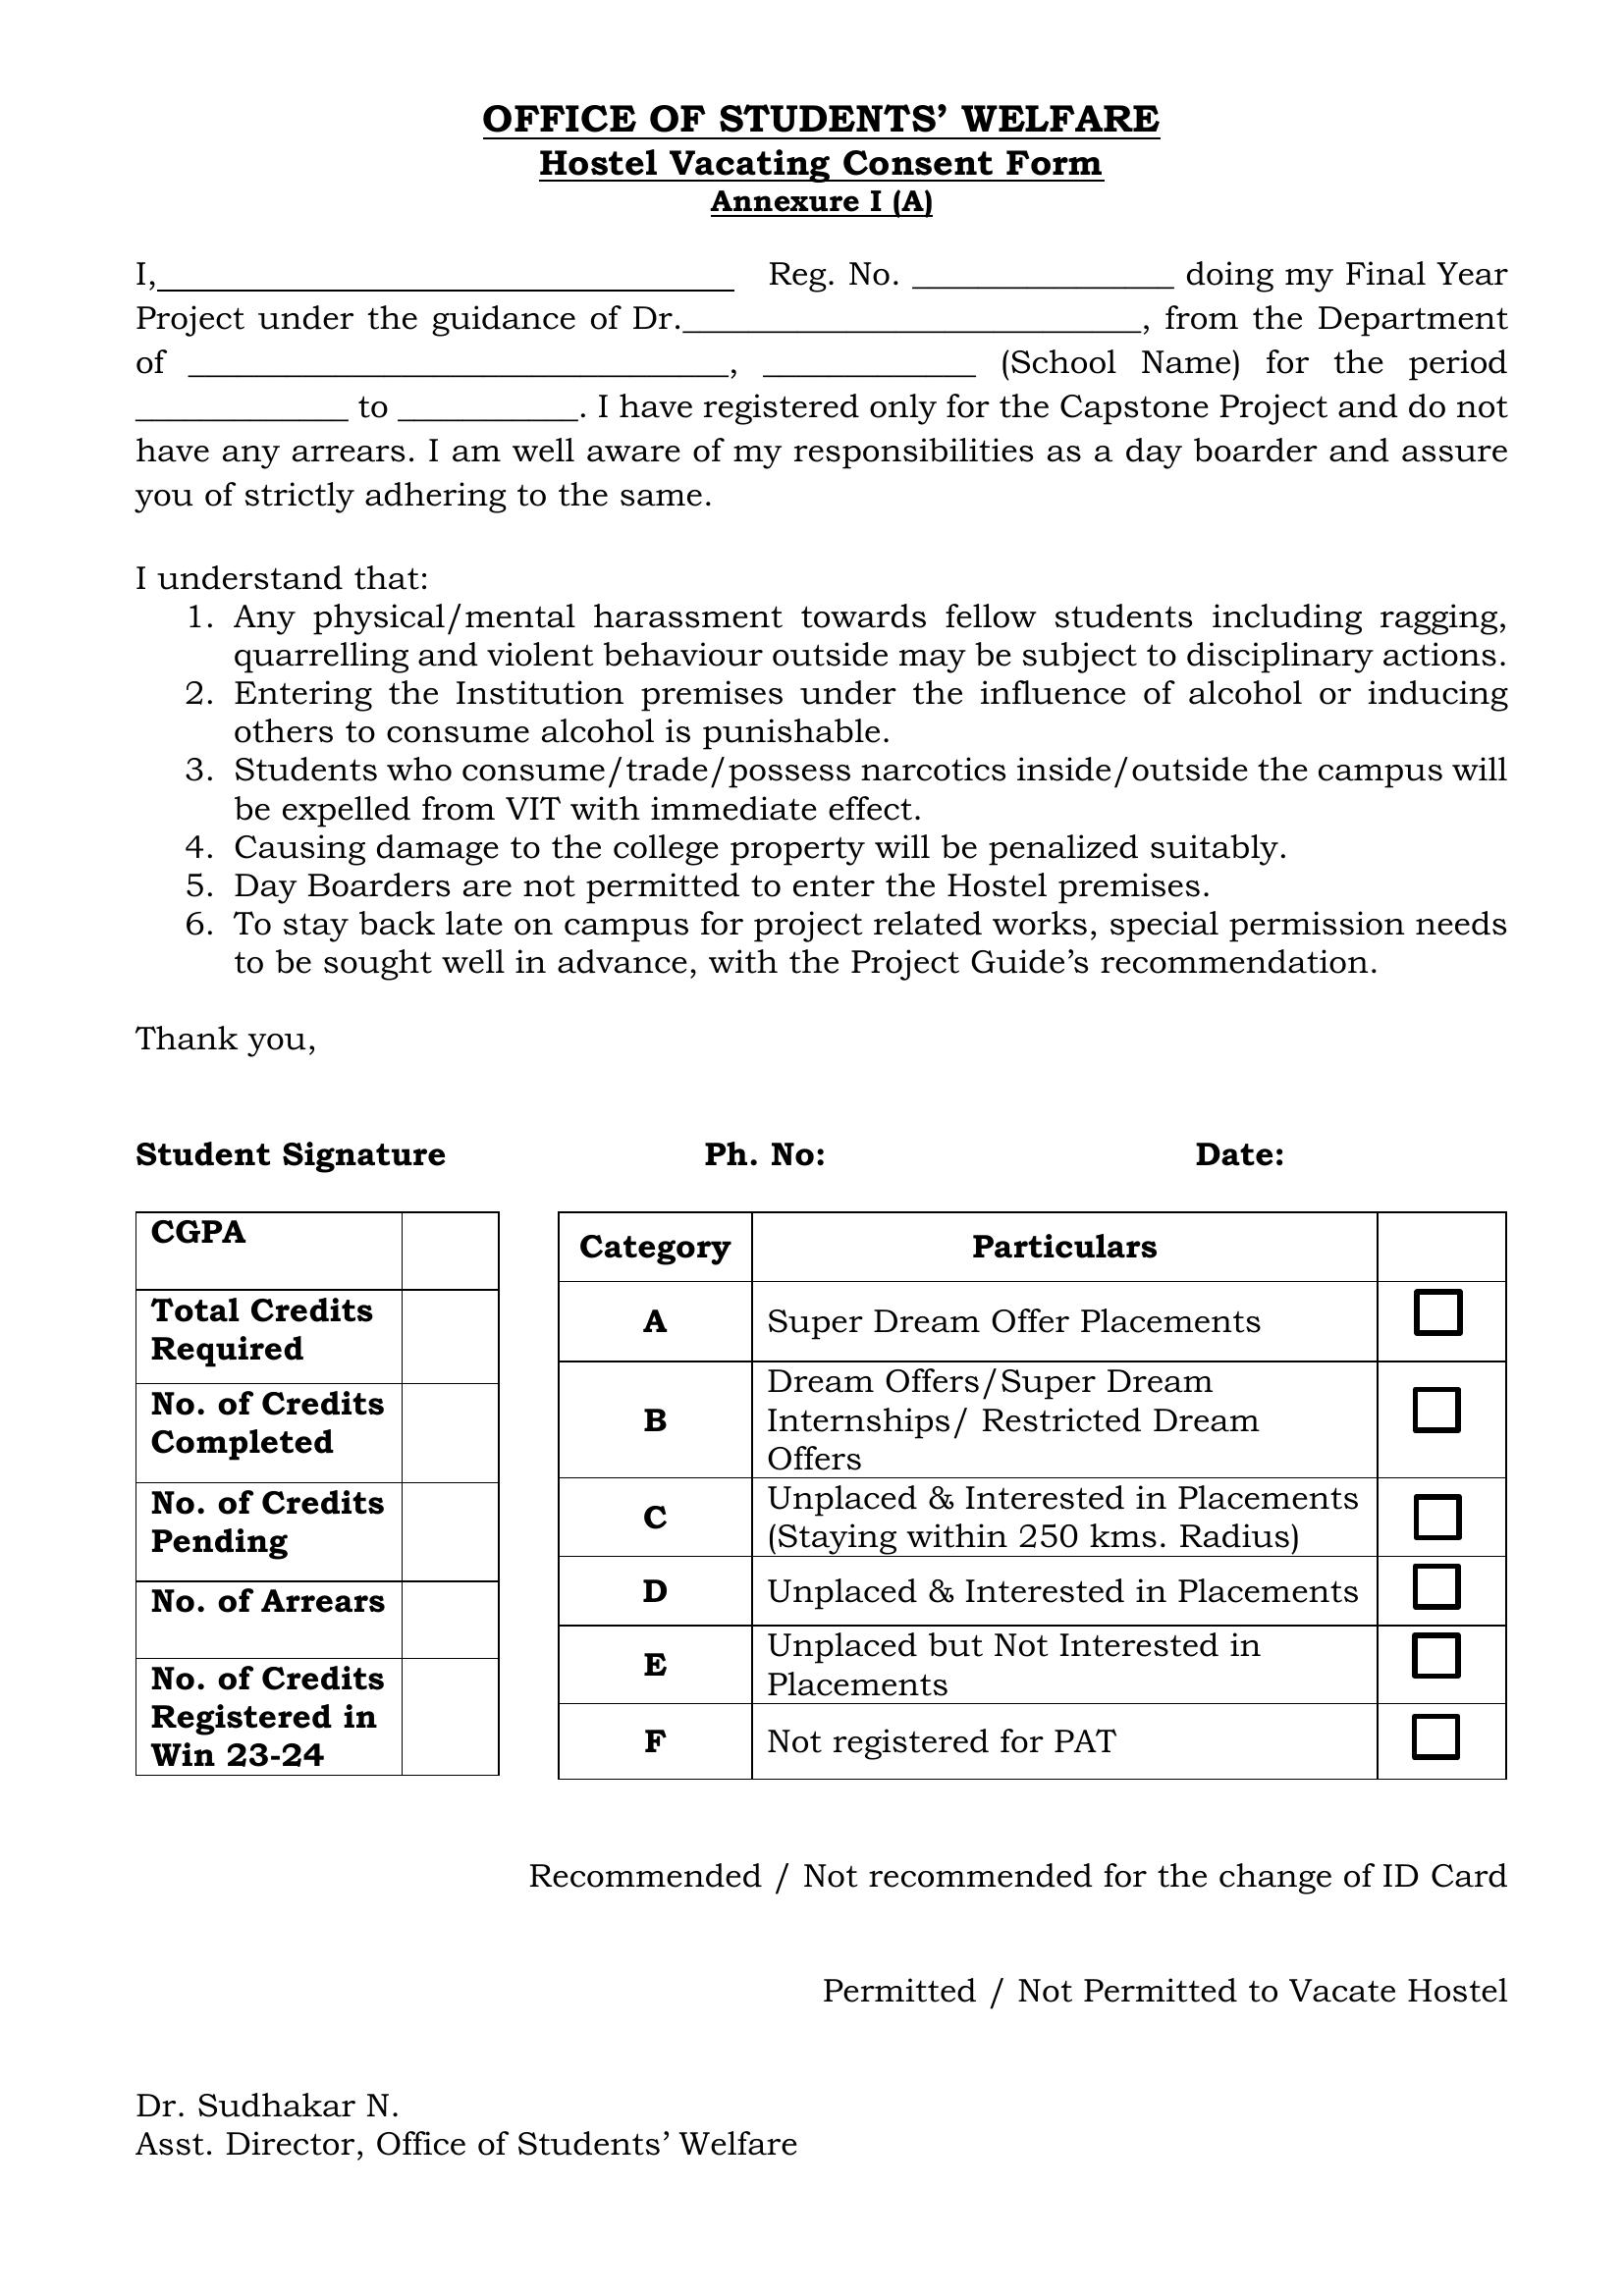 OFFICE OF STUDENTS’ WELFARE
Hostel Vacating Consent Form
Annexure I (A)
I,___________________________________ Reg. No. ________________ doing my Final Year
Project under the guidance of Dr.____________________________, from the Department
of _________________________________, _____________ (School Name) for the period
_____________ to ___________. I have registered only for the Capstone Project and do not
have any arrears. I am well aware of my responsibilities as a day boarder and assure
you of strictly adhering to the same.
I understand that:
1. Any physical/mental harassment towards fellow students including ragging,
quarrelling and violent behaviour outside may be subject to disciplinary actions.
2. Entering the Institution premises under the influence of alcohol or inducing
others to consume alcohol is punishable.
3. Students who consume/trade/possess narcotics inside/outside the campus will
be expelled from VIT with immediate effect.
4. Causing damage to the college property will be penalized suitably.
5. Day Boarders are not permitted to enter the Hostel premises.
6. To stay back late on campus for project related works, special permission needs
to be sought well in advance, with the Project Guide’s recommendation.
Thank you,
Student Signature Ph. No: Date:
CGPA
Total Credits
Required
No. of Credits
Completed
No. of Credits
Pending
No. of Arrears
No. of Credits
Registered in
Win 23-24
Category Particulars
A Super Dream Offer Placements
B Dream Offers/Super Dream
Internships/ Restricted Dream
Offers
C Unplaced & Interested in Placements
(Staying within 250 kms. Radius)
D Unplaced & Interested in Placements
E Unplaced but Not Interested in
Placements
F Not registered for PAT
Recommended / Not recommended for the change of ID Card
Permitted / Not Permitted to Vacate Hostel
Dr. Sudhakar N.
Asst. Director, Office of Students’ Welfare